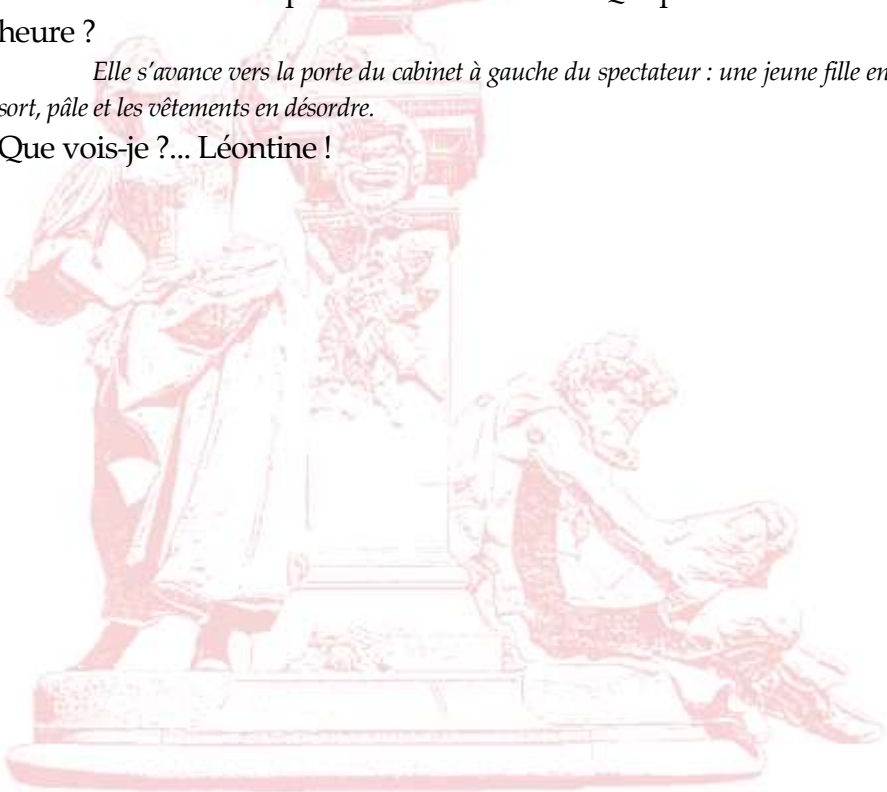 heure ?
Elle s’avance vers la porte du cabinet à gauche du spectateur : une jeune fille en
sort, pâle et les vêtements en désordre.
Que vois-je ?... Léontine !